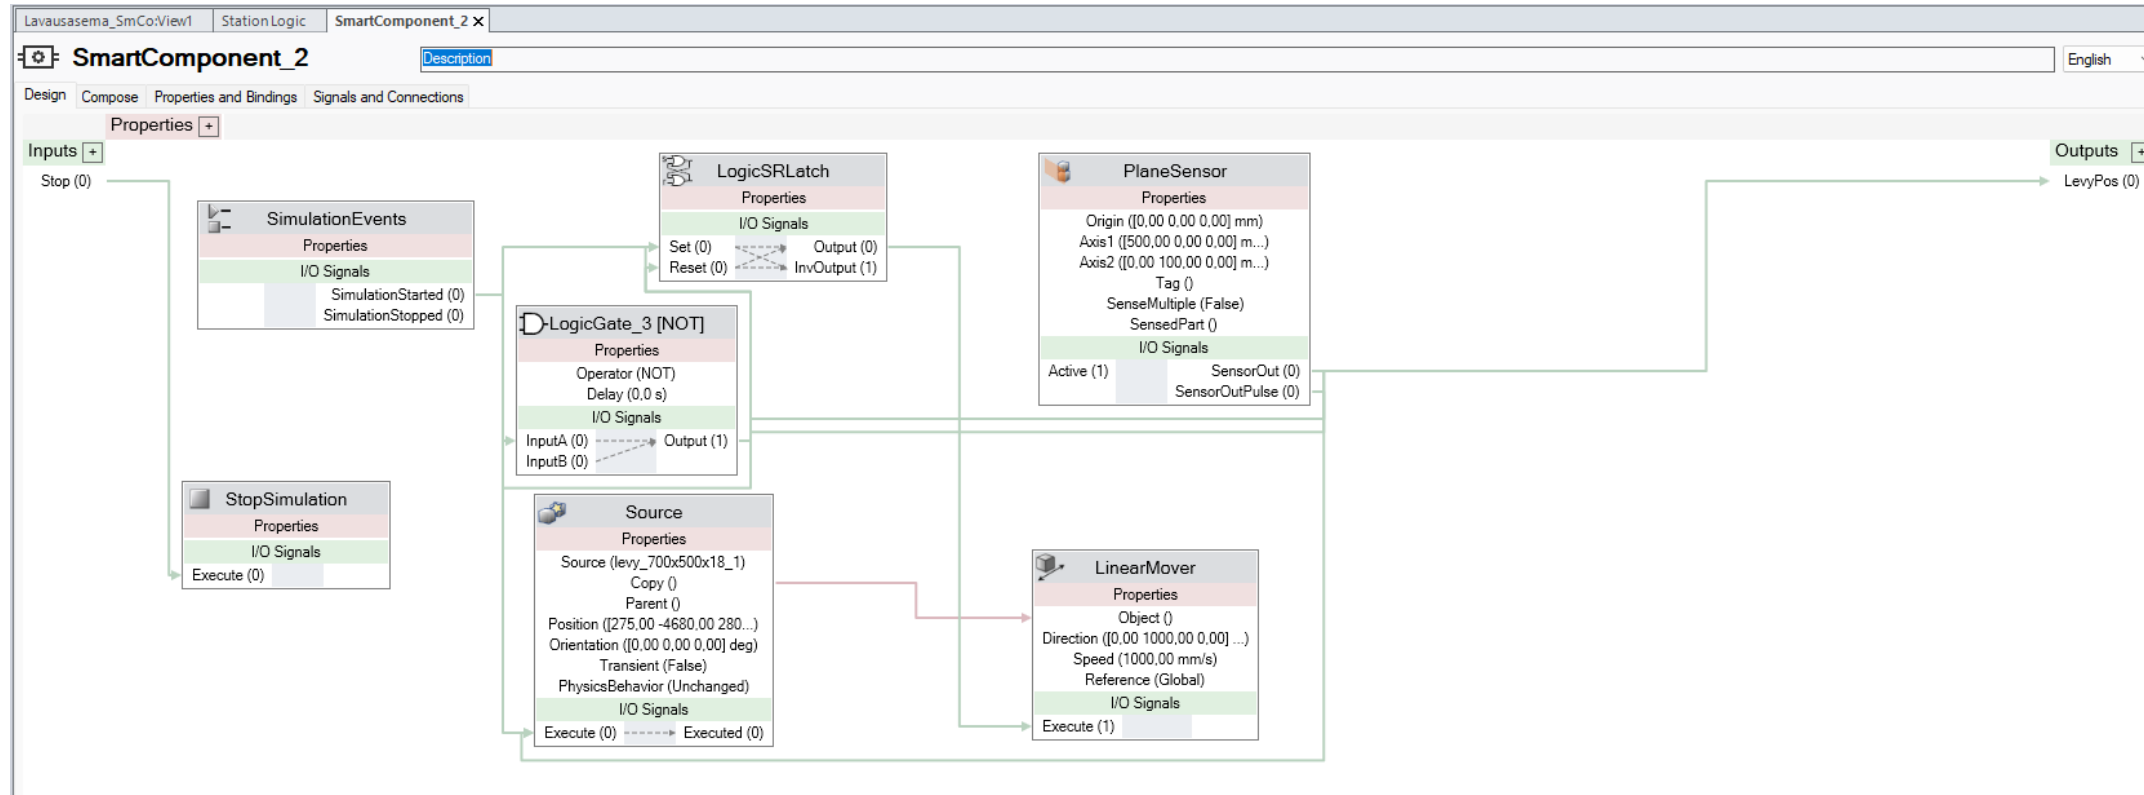 Lavausasema_SmCo:View1
Station Logic
SmartComponent_2
SmartComponent_2
Description
English
Design
Compose
Properties and Bindings
Signals and Connections
Properties +
Inputs +
Outputs +
Stop (0)
LevyPos (0)
SimulationEvents
Properties
I/O Signals
SimulationStarted (0)
SimulationStopped (0)
StopSimulation
Properties
I/O Signals
Execute (0)
LogicSRLatch
Properties
I/O Signals
Set (0) Output (0)
Reset (0) InvOutput (1)
LogicGate_3 [NOT]
Properties
Operator (NOT)
Delay (0,0 s)
I/O Signals
InputA (0) Output (1)
InputB (0)
Source
Properties
Source (levy_700x500x18_1)
Copy ()
Parent ()
Position ([275,00 -4680,00 280...)
Orientation ([0,00 0,00 0,00] deg)
Transient (False)
PhysicsBehavior (Unchanged)
I/O Signals
Execute (0) Executed (0)
PlaneSensor
Properties
Origin ([0,00 0,00 0,00] mm)
Axis1 ([500,00 0,00 0,00] m...)
Axis2 ([0,00 100,00 0,00] m...)
Tag ()
SenseMultiple (False)
SensedPart ()
I/O Signals
Active (1) SensorOut (0)
SensorOutPulse (0)
LinearMover
Properties
Object ()
Direction ([0,00 1000,00 0,00] ...)
Speed (1000,00 mm/s)
Reference (Global)
I/O Signals
Execute (1)